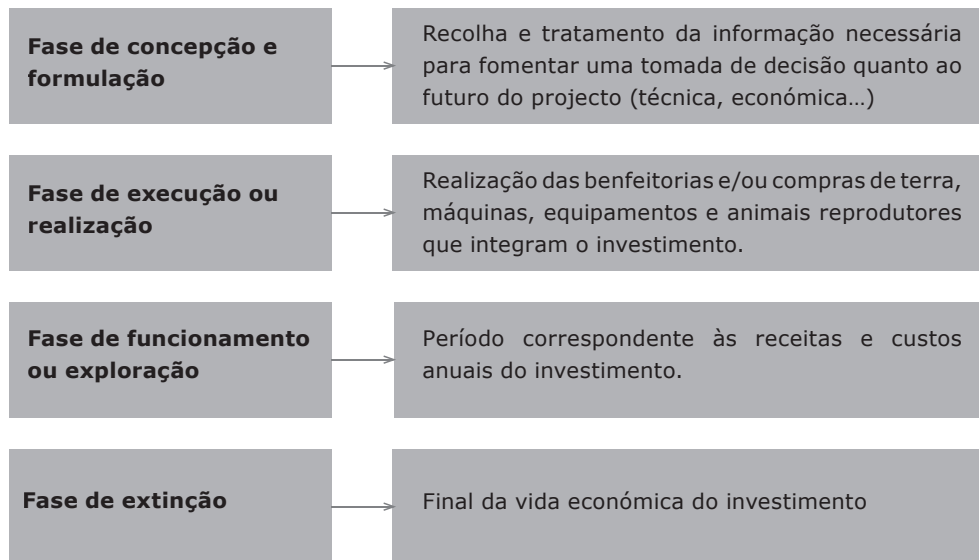 Fase de concepção e
formulação
Recolha e tratamento da informação necessária
para fomentar uma tomada de decisão quanto ao
futuro do projecto (técnica, económica…)
Fase de execução ou
realização
Realização das benfeitorias e/ou compras de terra,
máquinas, equipamentos e animais reprodutores
que integram o investimento.
Fase de funcionamento
ou exploração
Período correspondente às receitas e custos
anuais do investimento.
Fase de extinção
Final da vida económica do investimento